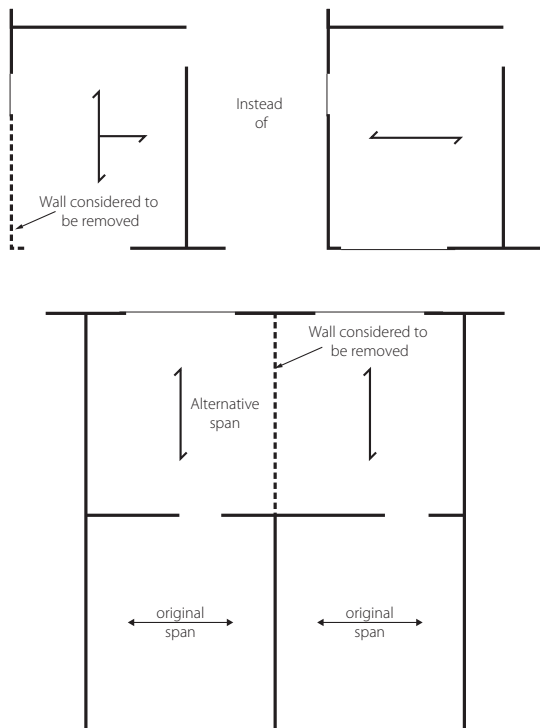 Instead
of
Wall considered to
be removed
Wall considered to
be removed
Alternative
span
original
span
original
span